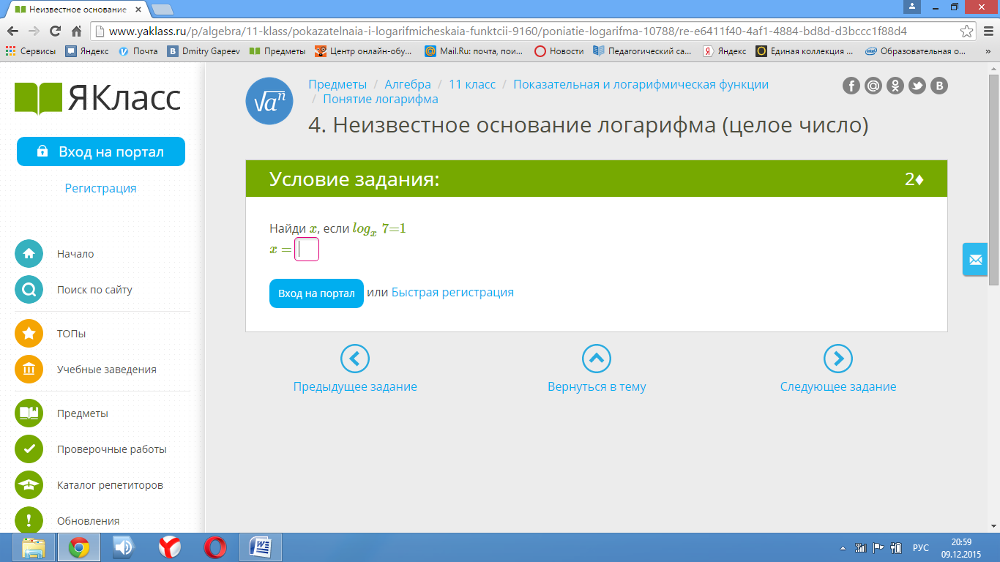 Неизвестное основание
www.yaklass.ru/p/algebra/11-klass/pokazatelnaia-i-logarifmicheskaia-funktcii-9160/poniatie-logarifma-10788/re-e6411f40-4af1-4884-bd8d-d3bccc1f88d4
Сервисы Яндекс Почта Dmitry Gapeev Предметы Центр онлайн-обу... Mail.Ru: почта, пои... Новости Педагогический са... Яндекс Единая коллекция ... Образовательная о... »
ЯКласс
Вход на портал
Регистрация
Начало
Поиск по сайту
ТОПы
Учебные заведения
Предметы
Проверочные работы
Каталог репетиторов
Обновления
Предметы / Алгебра / 11 класс / Показательная и логарифмическая функции
/ Понятие логарифма
4. Неизвестное основание логарифма (целое число)
Условие задания: 2♦
Найди x, если logₓ 7=1
x =
Вход на портал или Быстрая регистрация
Предыдущее задание Вернуться в тему Следующее задание
РУС
20:59
09.12.2015